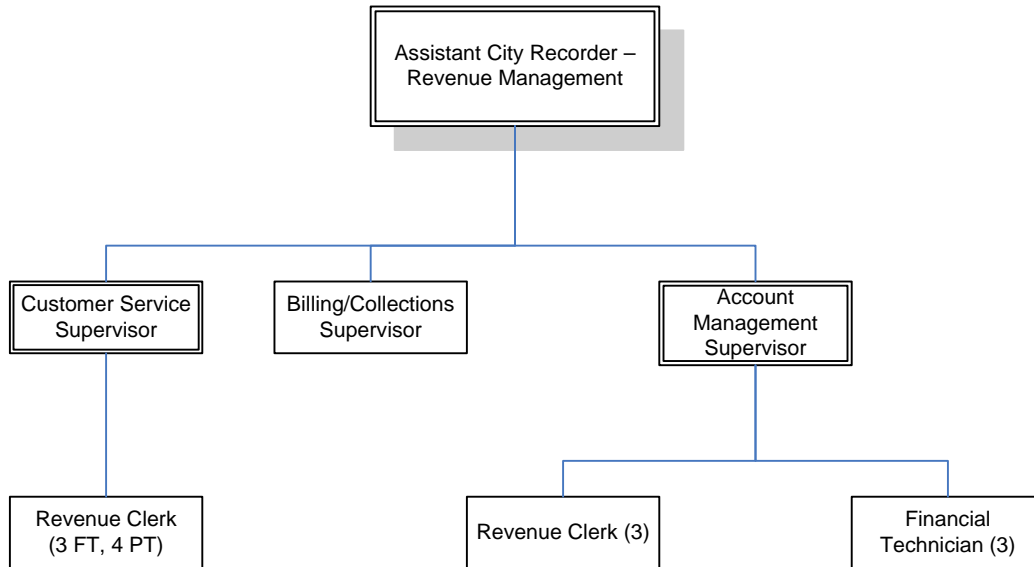 Assistant City Recorder –
Revenue Management
Customer Service
Supervisor
Billing/Collections
Supervisor
Account
Management
Supervisor
Revenue Clerk
(3 FT, 4 PT)
Revenue Clerk (3)
Financial
Technician (3)